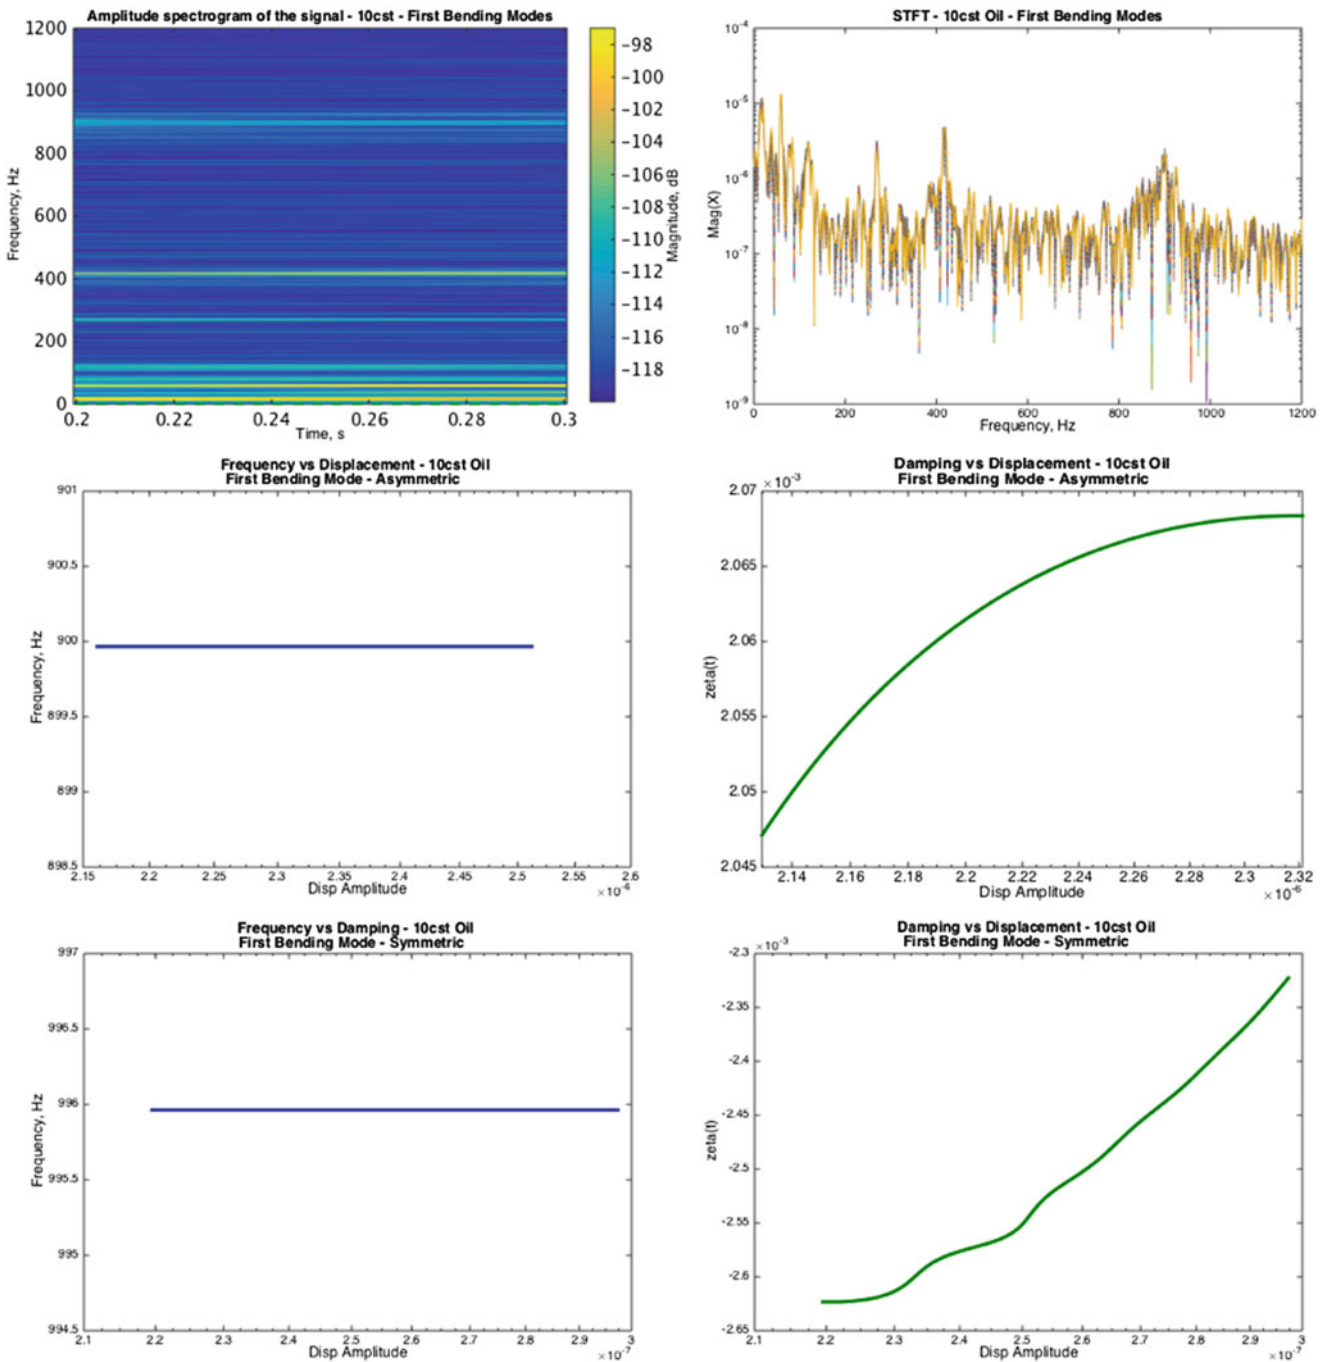 Amplitude spectrogram of the signal - 10cst - First Bending Modes
1200
1000
800
600
400
200
0
Frequency, Hz
0.2 0.22 0.24 0.26 0.28 0.3
Time, s
-98
-100
-102
-104
-106
-108
-110
-112
-114
-116
-118
Magnitude, dB
STFT - 10cst Oil - First Bending Modes
10-4
10-5
10-6
10-7
10-8
10-9
Mag(X)
0 200 400 600 800 1000 1200
Frequency, Hz
Frequency vs Displacement - 10cst Oil
First Bending Mode - Asymmetric
901
900.5
900
899.5
899
898.5
Frequency, Hz
2.15 2.2 2.25 2.3 2.35 2.4 2.45 2.5 2.55 2.6
Disp Amplitude
×10-6
Damping vs Displacement - 10cst Oil
First Bending Mode - Asymmetric
×10-3
2.07
2.065
2.06
2.055
2.05
2.045
zeta(t)
2.14 2.16 2.18 2.2 2.22 2.24 2.26 2.28 2.3 2.32
Disp Amplitude
×10-6
Frequency vs Damping - 10cst Oil
First Bending Mode - Symmetric
997
996.5
996
995.5
995
994.5
Frequency, Hz
2.1 2.2 2.3 2.4 2.5 2.6 2.7 2.8 2.9 3
Disp Amplitude
×10-7
Damping vs Displacement - 10cst Oil
First Bending Mode - Symmetric
×10-3
-2.3
-2.35
-2.4
-2.45
-2.5
-2.55
-2.6
-2.65
zeta(t)
2.1 2.2 2.3 2.4 2.5 2.6 2.7 2.8 2.9 3
Disp Amplitude
×10-7